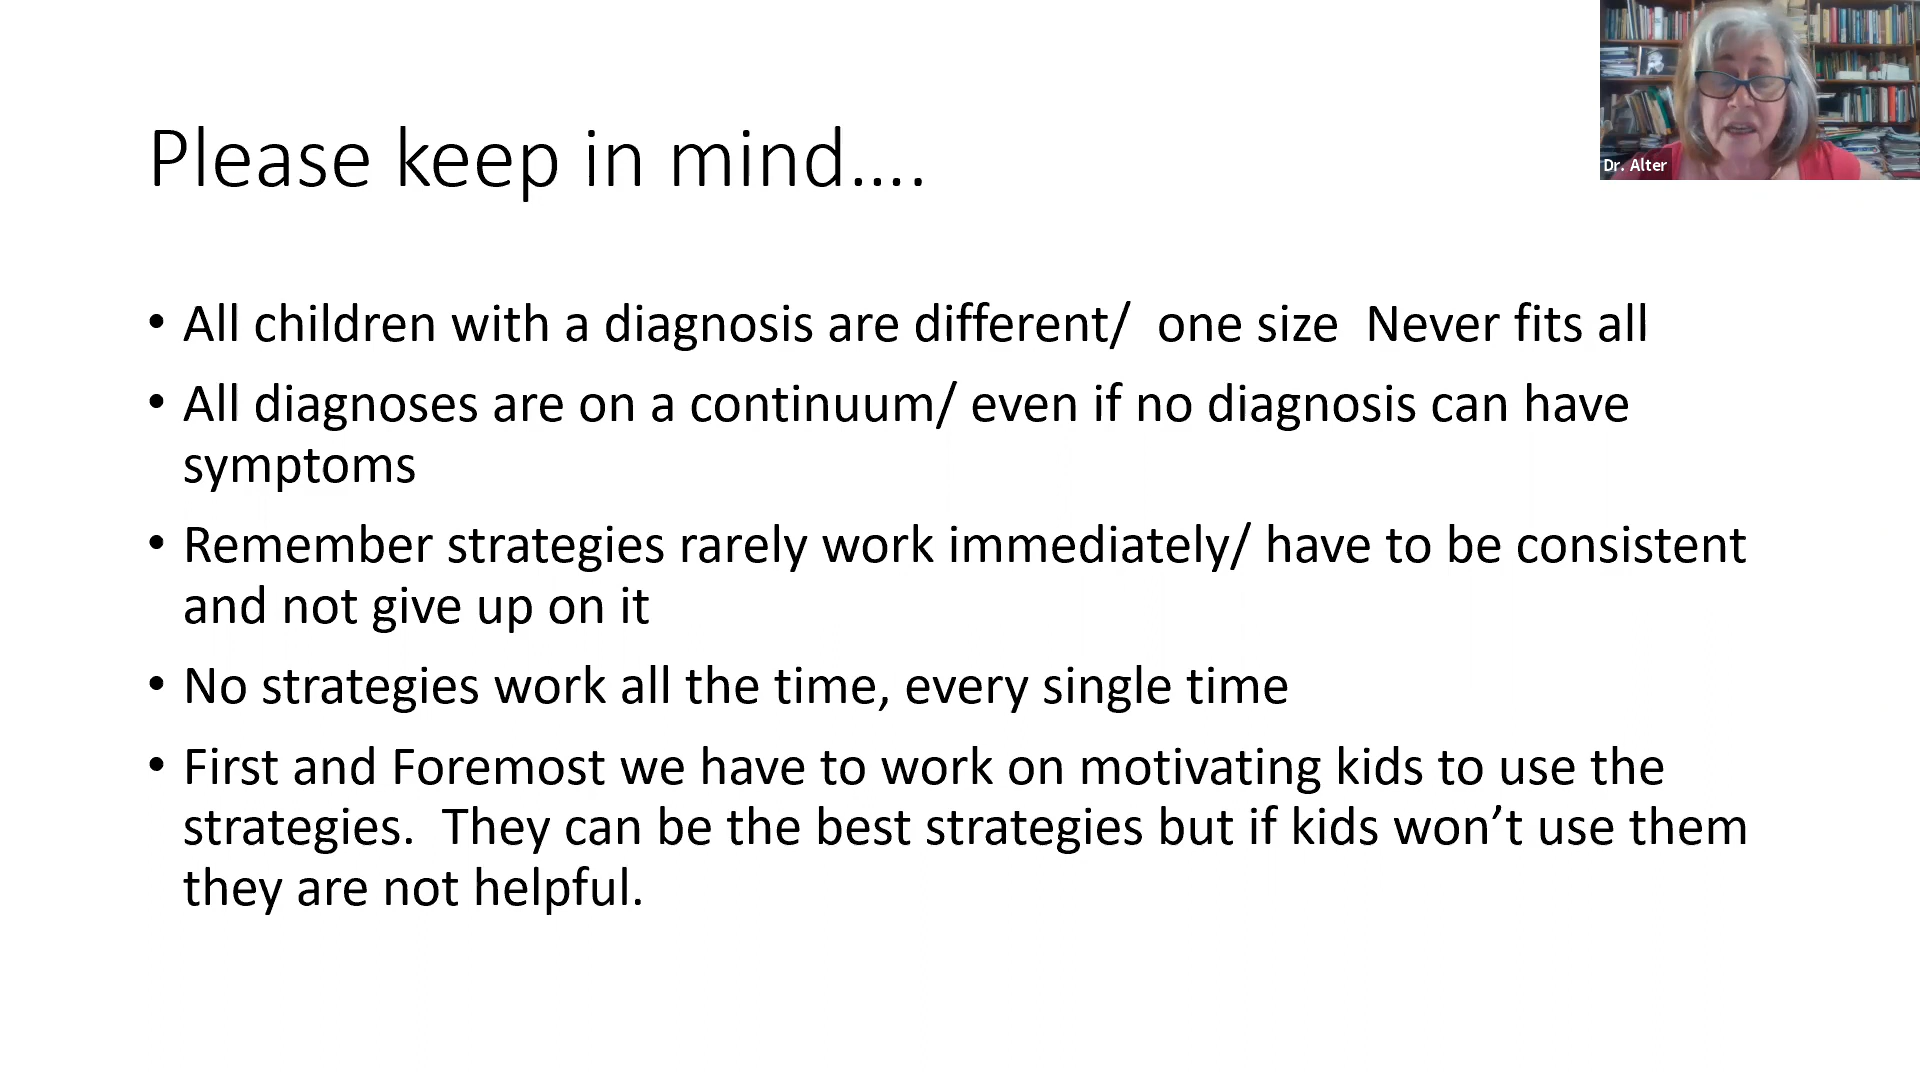 Please keep in mind....
Dr. Alter
• All children with a diagnosis are different/  one size  Never fits all
• All diagnoses are on a continuum/ even if no diagnosis can have
symptoms
• Remember strategies rarely work immediately/ have to be consistent
and not give up on it
• No strategies work all the time, every single time
• First and Foremost we have to work on motivating kids to use the
strategies.  They can be the best strategies but if kids won’t use them
they are not helpful.